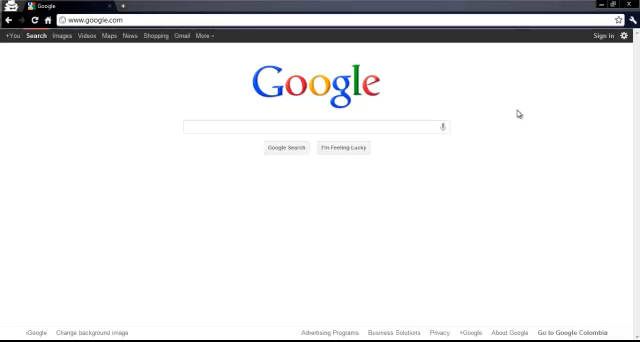 Google
www.google.com
+You Search Images Videos Maps News Shopping Gmail More Sign in
Google
Google Search I'm Feeling Lucky
iGoogle Change background image Advertising Programs Business Solutions Privacy +Google About Google Go to Google Colombia